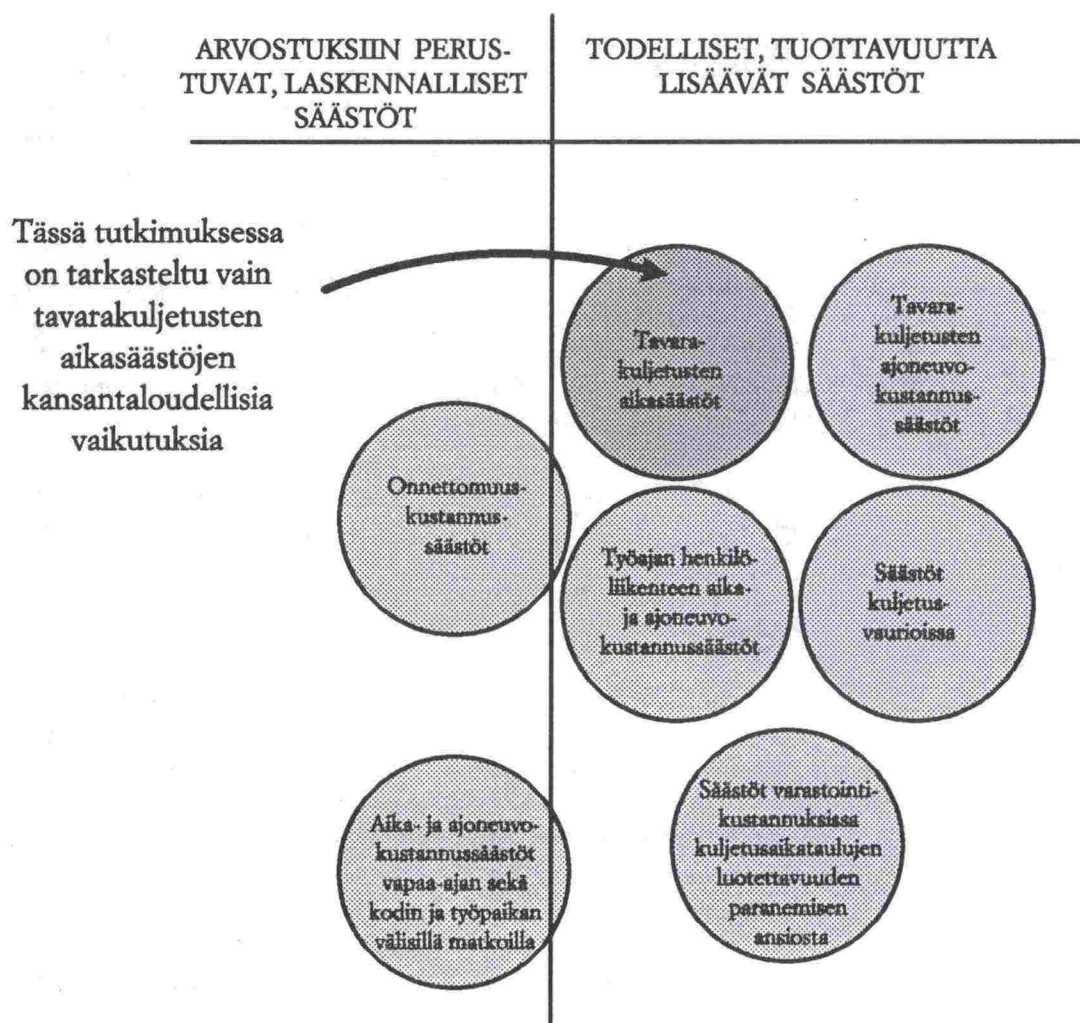 ARVOSTUKSIIN PERUS-
TUVAT, LASKENNALLISET
SÄÄSTÖT
TODELLISET, TUOTTAVUUTTA
LISÄÄVÄT SÄÄSTÖT
Tässä tutkimuksessa
on tarkasteltu vain
tavarakuljetusten
aikasäästöjen
kansantaloudellisia
vaikutuksia
Tavara-
kuljetusten
aikasäästöt
Tavara-
kuljetusten
ajoneuvo-
kustannus-
säästöt
Onnettomuus-
kustannus-
säästöt
Työajan henkilö-
liikenteen aika-
ja ajoneuvo-
kustannussäästöt
Säästöt
kuljetus-
vaurioissa
Aika- ja ajoneuvo-
kustannussäästöt
vapaa-ajan sekä
kodin ja työpaikan
välisillä matkoilla
Säästöt varastointi-
kustannuksissa
kuljetusaikataulujen
luotettavuuden
paranemisen
ansiosta